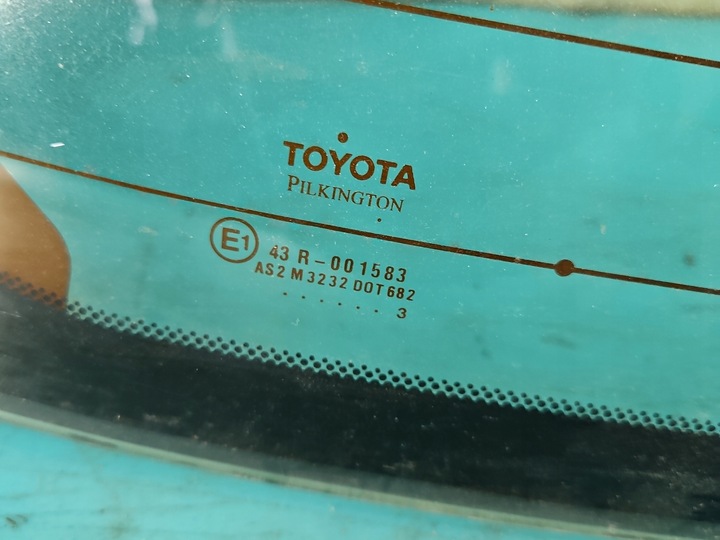 TOYOTA
PILKINGTON
E1 43 R-001583
AS2 M3232 DOT682
. . . . . . 3